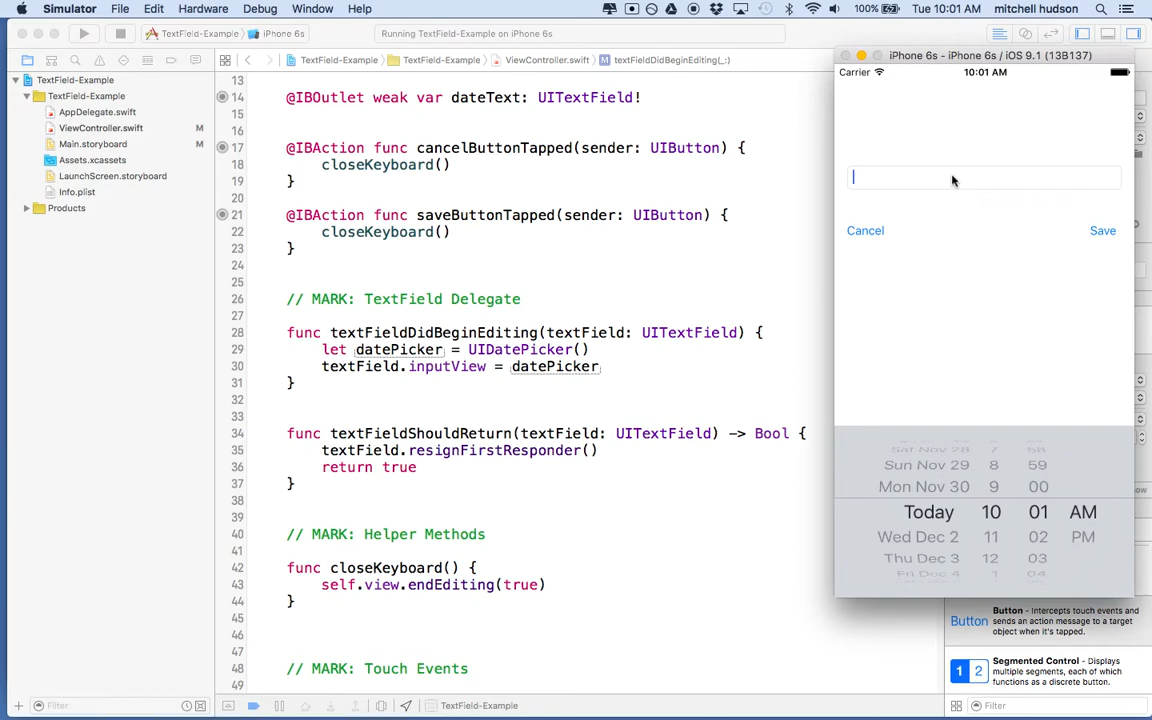 Simulator File Edit Hardware Debug Window Help 100% Tue 10:01 AM mitchell hudson
TextField-Example iPhone 6s Running TextField-Example on iPhone 6s
TextField-Example
TextField-Example
AppDelegate.swift
ViewController.swift M
Main.storyboard M
Assets.xcassets
LaunchScreen.storyboard
Info.plist
Products
Filter
TextField-Example TextField-Example ViewController.swift M textFieldDidBeginEditing(_:)
13
14 @IBOutlet weak var dateText: UITextField!
15
16
17 @IBAction func cancelButtonTapped(sender: UIButton) {
18 closeKeyboard()
19 }
20
21 @IBAction func saveButtonTapped(sender: UIButton) {
22 closeKeyboard()
23 }
24
25
26 // MARK: TextField Delegate
27
28 func textFieldDidBeginEditing(textField: UITextField) {
29 let datePicker = UIDatePicker()
30 textField.inputView = datePicker
31 }
32
33
34 func textFieldShouldReturn(textField: UITextField) -> Bool {
35 textField.resignFirstResponder()
36 return true
37 }
38
39
40 // MARK: Helper Methods
41
42 func closeKeyboard() {
43 self.view.endEditing(true)
44 }
45
46
47
48 // MARK: Touch Events
49
TextField-Example
iPhone 6s - iPhone 6s / iOS 9.1 (13B137)
Carrier 10:01 AM
Cancel Save
Sat Nov 28 7 58
Sun Nov 29 8 59
Mon Nov 30 9 00
Today 10 01 AM
Wed Dec 2 11 02 PM
Thu Dec 3 12 03
Fri Dec 4 1 04
Button Button - Intercepts touch events and
sends an action message to a target
object when it's tapped.
1 2 Segmented Control - Displays
multiple segments, each of which
functions as a discrete button.
Filter